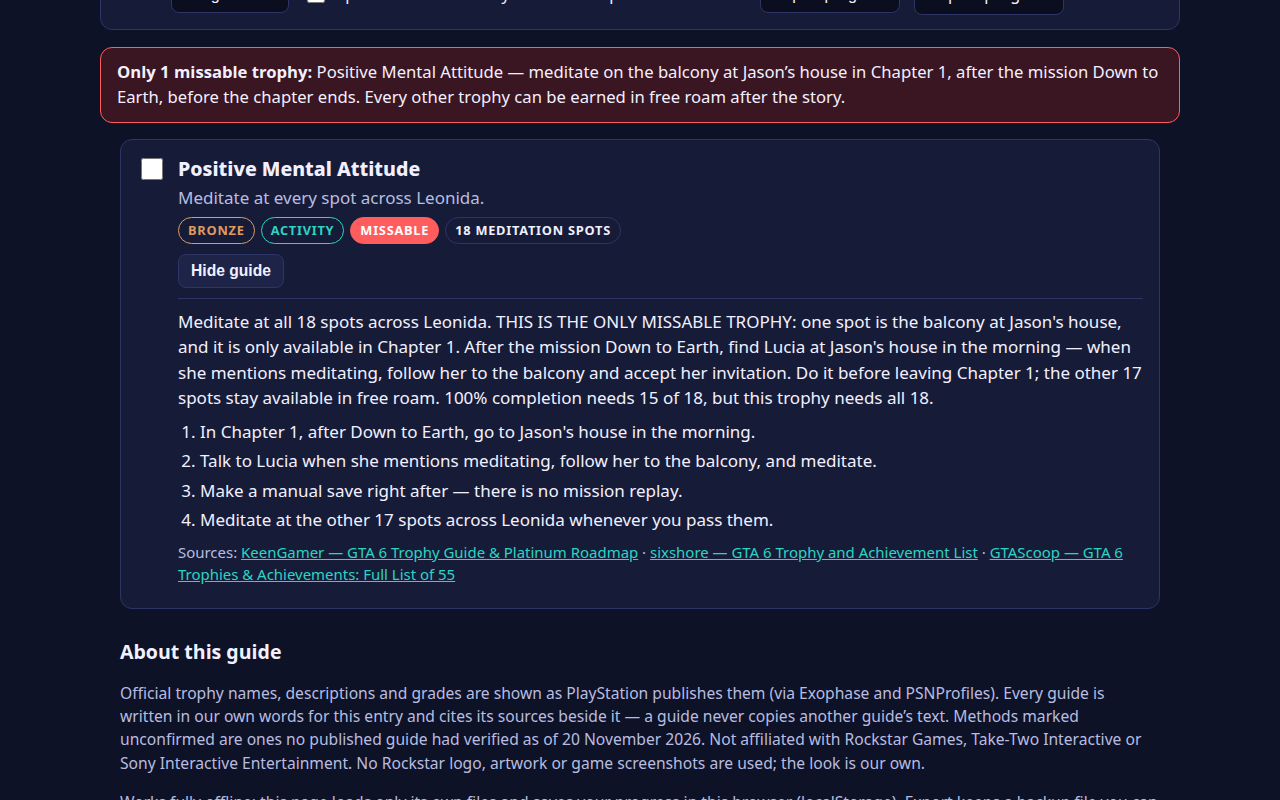 Only 1 missable trophy: Positive Mental Attitude — meditate on the balcony at Jason’s house in Chapter 1, after the mission Down to
Earth, before the chapter ends. Every other trophy can be earned in free roam after the story.
Positive Mental Attitude
Meditate at every spot across Leonida.
BRONZE ACTIVITY MISSABLE 18 MEDITATION SPOTS
Hide guide
Meditate at all 18 spots across Leonida. THIS IS THE ONLY MISSABLE TROPHY: one spot is the balcony at Jason's house,
and it is only available in Chapter 1. After the mission Down to Earth, find Lucia at Jason's house in the morning — when
she mentions meditating, follow her to the balcony and accept her invitation. Do it before leaving Chapter 1; the other 17
spots stay available in free roam. 100% completion needs 15 of 18, but this trophy needs all 18.
1. In Chapter 1, after Down to Earth, go to Jason's house in the morning.
2. Talk to Lucia when she mentions meditating, follow her to the balcony, and meditate.
3. Make a manual save right after — there is no mission replay.
4. Meditate at the other 17 spots across Leonida whenever you pass them.
Sources: KeenGamer — GTA 6 Trophy Guide & Platinum Roadmap · sixshore — GTA 6 Trophy and Achievement List · GTAScoop — GTA 6
Trophies & Achievements: Full List of 55
About this guide
Official trophy names, descriptions and grades are shown as PlayStation publishes them (via Exophase and PSNProfiles). Every guide is
written in our own words for this entry and cites its sources beside it — a guide never copies another guide’s text. Methods marked
unconfirmed are ones no published guide had verified as of 20 November 2026. Not affiliated with Rockstar Games, Take-Two Interactive or
Sony Interactive Entertainment. No Rockstar logo, artwork or game screenshots are used; the look is our own.